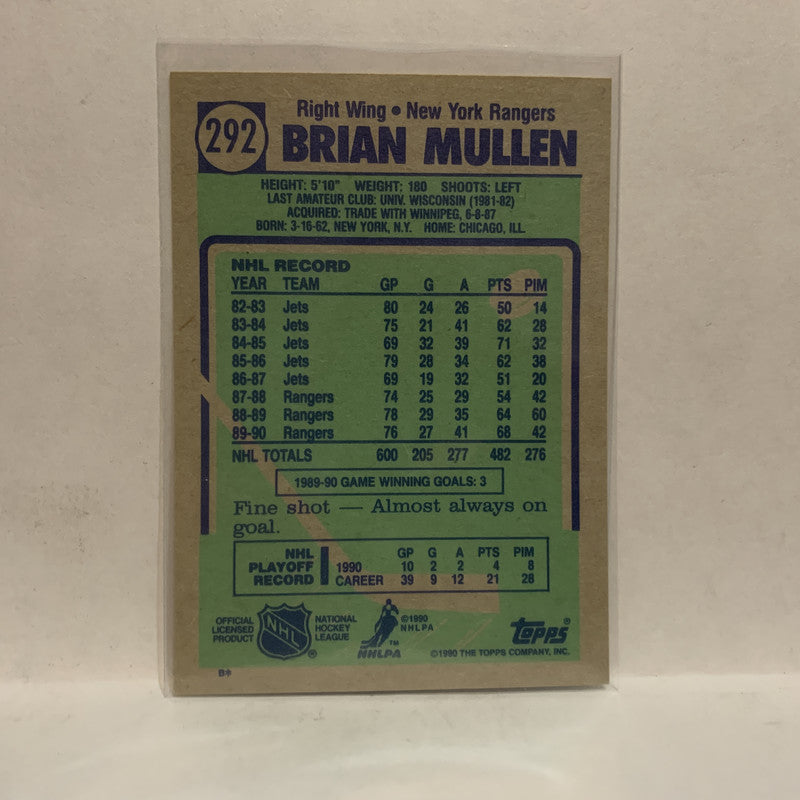 292
Right Wing • New York Rangers
BRIAN MULLEN
HEIGHT: 5'10" WEIGHT: 180 SHOOTS: LEFT
LAST AMATEUR CLUB: UNIV. WISCONSIN (1981-82)
ACQUIRED: TRADE WITH WINNIPEG, 6-8-87
BORN: 3-16-62, NEW YORK, N.Y. HOME: CHICAGO, ILL.
NHL RECORD
YEAR TEAM GP G A PTS PIM
82-83 Jets 80 24 26 50 14
83-84 Jets 75 21 41 62 28
84-85 Jets 69 32 39 71 32
85-86 Jets 79 28 34 62 38
86-87 Jets 69 19 32 51 20
87-88 Rangers 74 25 29 54 42
88-89 Rangers 78 29 35 64 60
89-90 Rangers 76 27 41 68 42
NHL TOTALS 600 205 277 482 276
1989-90 GAME WINNING GOALS: 3
Fine shot — Almost always on
goal.
NHL PLAYOFF RECORD
GP G A PTS PIM
1990 10 2 2 4 8
CAREER 39 9 12 21 28
OFFICIAL
LICENSED
PRODUCT
NHL
®
NATIONAL
HOCKEY
LEAGUE
©1990
NHLPA
TM
NHLPA
TOPPS®
©1990 THE TOPPS COMPANY, INC.
B*